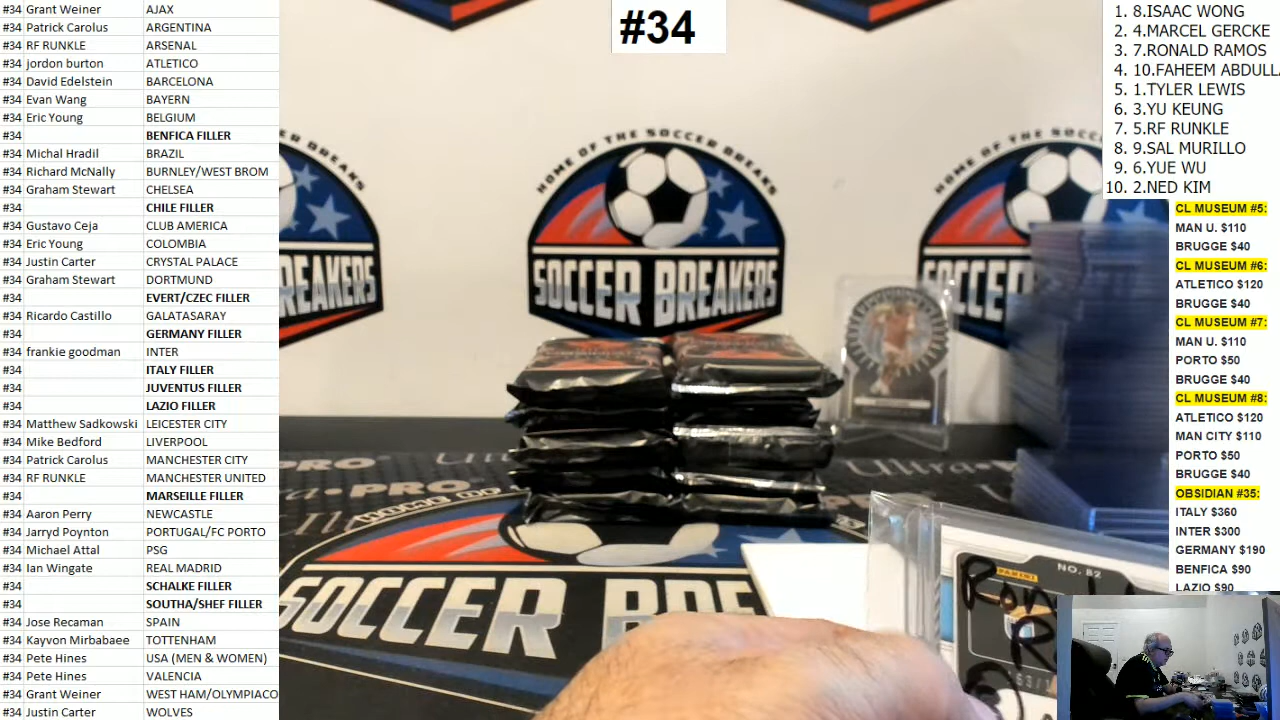 #34 Grant Weiner AJAX
#34 Patrick Carolus ARGENTINA
#34 RF RUNKLE ARSENAL
#34 jordon burton ATLETICO
#34 David Edelstein BARCELONA
#34 Evan Wang BAYERN
#34 Eric Young BELGIUM
#34 BENFICA FILLER
#34 Michal Hradil BRAZIL
#34 Richard McNally BURNLEY/WEST BROM
#34 Graham Stewart CHELSEA
#34 CHILE FILLER
#34 Gustavo Ceja CLUB AMERICA
#34 Eric Young COLOMBIA
#34 Justin Carter CRYSTAL PALACE
#34 Graham Stewart DORTMUND
#34 EVERT/CZEC FILLER
#34 Ricardo Castillo GALATASARAY
#34 GERMANY FILLER
#34 frankie goodman INTER
#34 ITALY FILLER
#34 JUVENTUS FILLER
#34 LAZIO FILLER
#34 Matthew Sadkowski LEICESTER CITY
#34 Mike Bedford LIVERPOOL
#34 Patrick Carolus MANCHESTER CITY
#34 RF RUNKLE MANCHESTER UNITED
#34 MARSEILLE FILLER
#34 Aaron Perry NEWCASTLE
#34 Jarryd Poynton PORTUGAL/FC PORTO
#34 Michael Attal PSG
#34 Ian Wingate REAL MADRID
#34 SCHALKE FILLER
#34 SOUTHA/SHEF FILLER
#34 Jose Recaman SPAIN
#34 Kayvon Mirbabaee TOTTENHAM
#34 Pete Hines USA (MEN & WOMEN)
#34 Pete Hines VALENCIA
#34 Grant Weiner WEST HAM/OLYMPIACO
#34 Justin Carter WOLVES
#34
HOME OF THE SOCCER BREAKS
SOCCER BREAKERS
BREAKERS
SOCCER
SOCCER BRE
PANINI
NO. 82
1. 8.ISAAC WONG
2. 4.MARCEL GERCKE
3. 7.RONALD RAMOS
4. 10.FAHEEM ABDULL
5. 1.TYLER LEWIS
6. 3.YU KEUNG
7. 5.RF RUNKLE
8. 9.SAL MURILLO
9. 6.YUE WU
10. 2.NED KIM
CL MUSEUM #5:
MAN U. $110
BRUGGE $40
CL MUSEUM #6:
ATLETICO $120
BRUGGE $40
CL MUSEUM #7:
MAN U. $110
PORTO $50
BRUGGE $40
CL MUSEUM #8:
ATLETICO $120
MAN CITY $110
PORTO $50
BRUGGE $40
OBSIDIAN #35:
ITALY $360
INTER $300
GERMANY $190
BENFICA $90
LAZIO $90